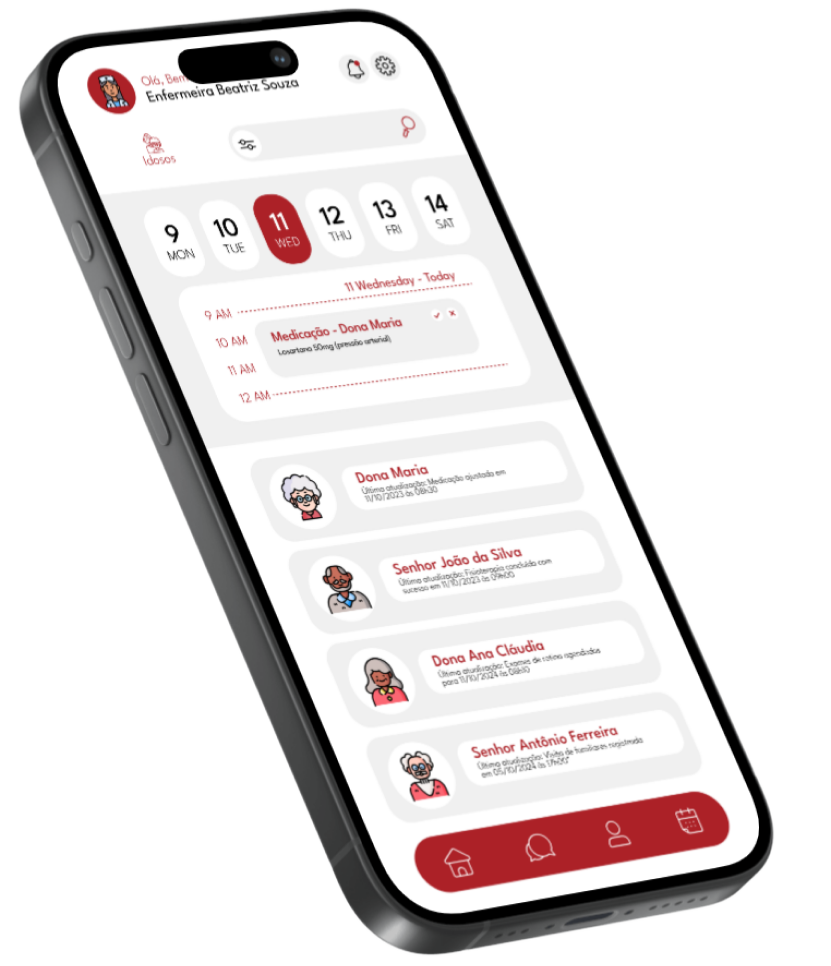 Olá, Bem
Enfermeira Beatriz Souza
Idosos
9 10 11 12 13 14
MON TUE WED THU FRI SAT
11 Wednesday - Today
9 AM
10 AM
Medicação - Dona Maria
Losartana 50mg (pressão arterial)
11 AM
12 AM
Dona Maria
Última atualização: Medicação ajustada em
11/10/2023 às 08h30
Senhor João da Silva
Última atualização: Fisioterapia concluída com
sucesso em 11/10/2023 às 09h00
Dona Ana Cláudia
Última atualização: Exames de rotina agendados
para 11/10/2024 às 08h10
Senhor Antônio Ferreira
Última atualização: Visita de familiares registrada
em 05/10/2024 às 17h00"